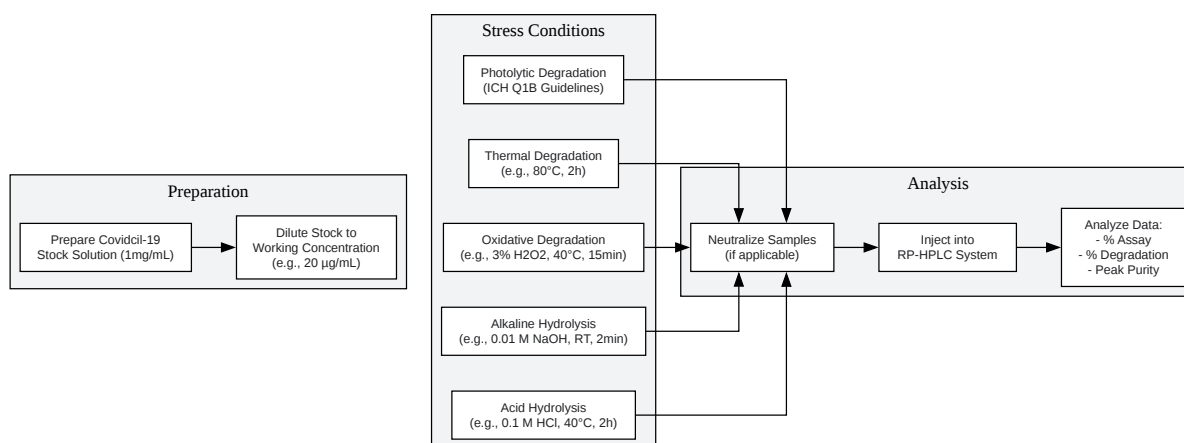 Stress Conditions
Photolytic Degradation
(ICH Q1B Guidelines)
Thermal Degradation
(e.g., 80°C, 2h)
Preparation
Analysis
Prepare Covidcil-19
Stock Solution (1mg/mL)
Dilute Stock to
Working Concentration
(e.g., 20 µg/mL)
Oxidative Degradation
(e.g., 3% H2O2, 40°C, 15min)
Neutralize Samples
(if applicable)
Inject into
RP-HPLC System
Analyze Data:
- % Assay
- % Degradation
- Peak Purity
Alkaline Hydrolysis
(e.g., 0.01 M NaOH, RT, 2min)
Acid Hydrolysis
(e.g., 0.1 M HCl, 40°C, 2h)